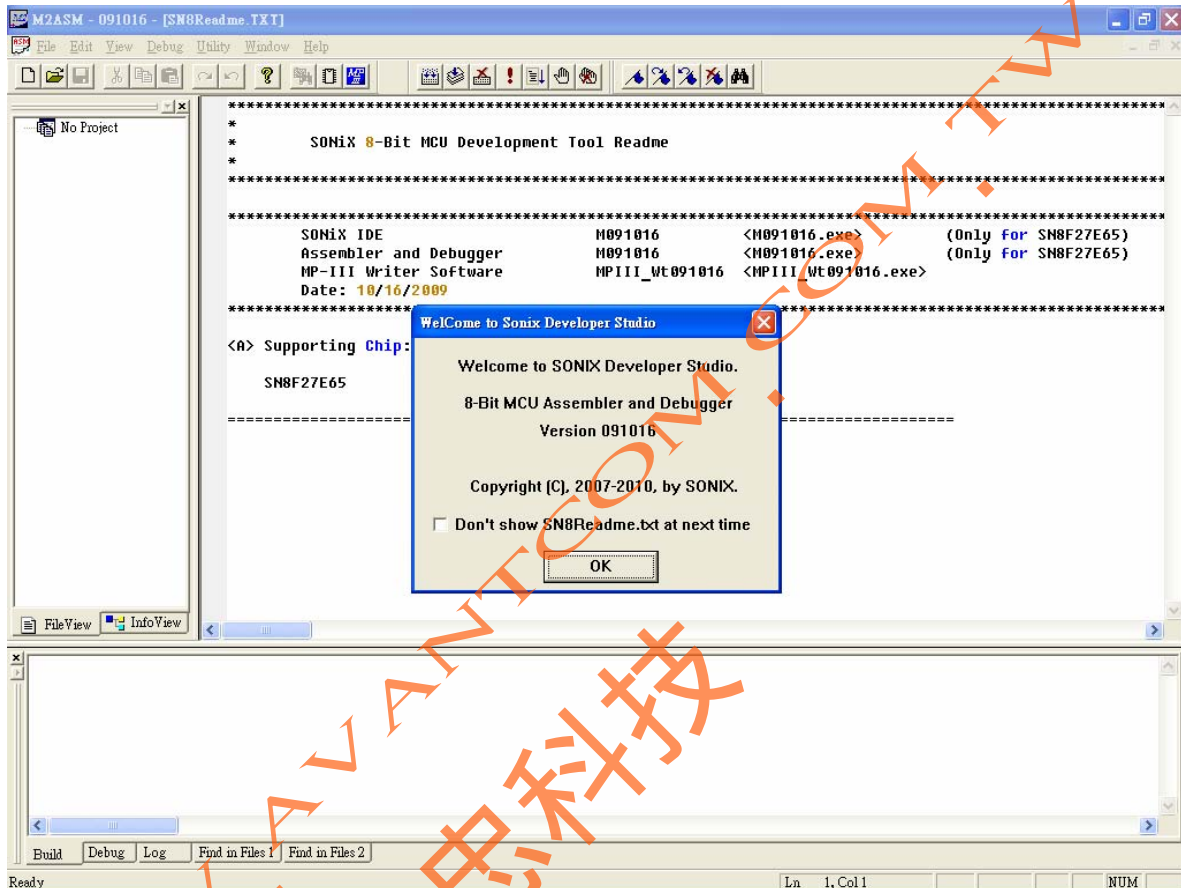 M2ASM - 091016 - [SN8Readme.TXT]
File Edit View Debug Utility Window Help
No Project
*******************************************************************************************************
*
* SONiX 8-Bit MCU Development Tool Readme
*
*******************************************************************************************************
*******************************************************************************************************
SONiX IDE M091016 <M091016.exe> (Only for SN8F27E65)
Assembler and Debugger M091016 <M091016.exe> (Only for SN8F27E65)
MP-III Writer Software MPIII_Wt091016 <MPIII_Wt091016.exe>
Date: 10/16/2009
*******************************************************************************************************
<A> Supporting Chip:
SN8F27E65
===============================================================================
WelCome to Sonix Developer Studio
Welcome to SONIX Developer Studio.
8-Bit MCU Assembler and Debugger
Version 091016
Copyright (C), 2007-2010, by SONIX.
Don't show SN8Readme.txt at next time
OK
FileView InfoView
Build Debug Log Find in Files 1 Find in Files 2
Ready Ln 1, Col 1 NUM
AVANTCOM.COM.TW
忠科技